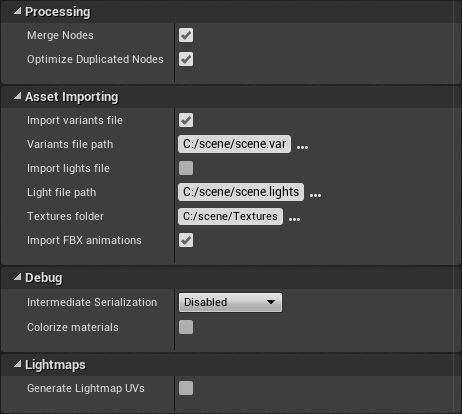 Processing
Merge Nodes
Optimize Duplicated Nodes
Asset Importing
Import variants file
Variants file path C:/scene/scene.var ...
Import lights file
Light file path C:/scene/scene.lights ...
Textures folder C:/scene/Textures ...
Import FBX animations
Debug
Intermediate Serialization Disabled
Colorize materials
Lightmaps
Generate Lightmap UVs